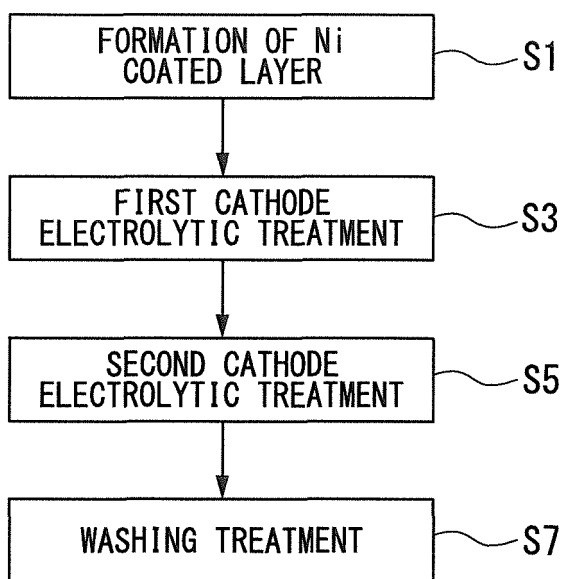 FORMATION OF Ni
COATED LAYER
S1
FIRST CATHODE
ELECTROLYTIC TREATMENT
S3
SECOND CATHODE
ELECTROLYTIC TREATMENT
S5
WASHING TREATMENT
S7